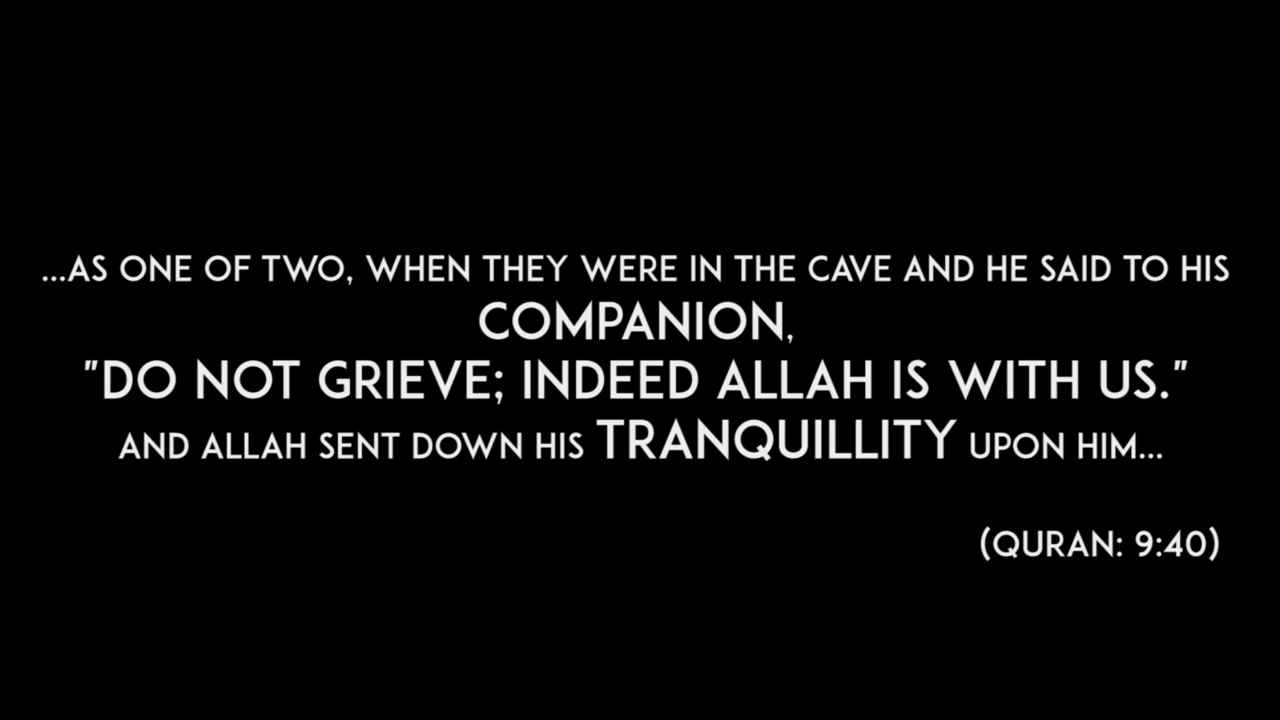 ...AS ONE OF TWO, WHEN THEY WERE IN THE CAVE AND HE SAID TO HIS
COMPANION,
"DO NOT GRIEVE; INDEED ALLAH IS WITH US."
AND ALLAH SENT DOWN HIS TRANQUILLITY UPON HIM...
(QURAN: 9:40)